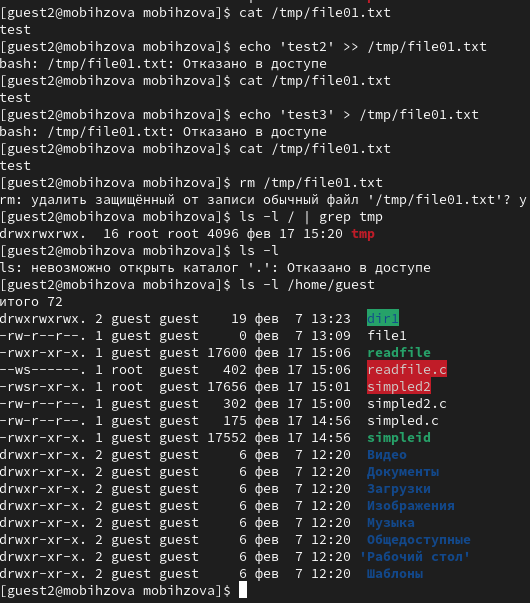 [guest2@mobihzova mobihzova]$ cat /tmp/file01.txt
test
[guest2@mobihzova mobihzova]$ echo 'test2' >> /tmp/file01.txt
bash: /tmp/file01.txt: Отказано в доступе
[guest2@mobihzova mobihzova]$ cat /tmp/file01.txt
test
[guest2@mobihzova mobihzova]$ echo 'test3' > /tmp/file01.txt
bash: /tmp/file01.txt: Отказано в доступе
[guest2@mobihzova mobihzova]$ cat /tmp/file01.txt
test
[guest2@mobihzova mobihzova]$ rm /tmp/file01.txt
rm: удалить защищённый от записи обычный файл '/tmp/file01.txt'? y
[guest2@mobihzova mobihzova]$ ls -l / | grep tmp
drwxrwxrwx.  16 root root 4096 фев 17 15:20 tmp
[guest2@mobihzova mobihzova]$ ls -l
ls: невозможно открыть каталог '.': Отказано в доступе
[guest2@mobihzova mobihzova]$ ls -l /home/guest
итого 72
drwxrwxrwx. 2 guest guest    19 фев  7 13:23  dir1
-rw-r--r--. 1 guest guest     0 фев  7 13:09  file1
-rwxr-xr-x. 1 guest guest 17600 фев 17 15:06  readfile
--ws------. 1 root  guest   402 фев 17 15:06  readfile.c
-rwsr-xr-x. 1 root  guest 17656 фев 17 15:01  simpled2
-rw-r--r--. 1 guest guest   302 фев 17 15:00  simpled2.c
-rw-r--r--. 1 guest guest   175 фев 17 14:56  simpled.c
-rwxr-xr-x. 1 guest guest 17552 фев 17 14:56  simpleid
drwxr-xr-x. 2 guest guest     6 фев  7 12:20  Видео
drwxr-xr-x. 2 guest guest     6 фев  7 12:20  Документы
drwxr-xr-x. 2 guest guest     6 фев  7 12:20  Загрузки
drwxr-xr-x. 2 guest guest     6 фев  7 12:20  Изображения
drwxr-xr-x. 2 guest guest     6 фев  7 12:20  Музыка
drwxr-xr-x. 2 guest guest     6 фев  7 12:20  Общедоступные
drwxr-xr-x. 2 guest guest     6 фев  7 12:20 'Рабочий стол'
drwxr-xr-x. 2 guest guest     6 фев  7 12:20  Шаблоны
[guest2@mobihzova mobihzova]$